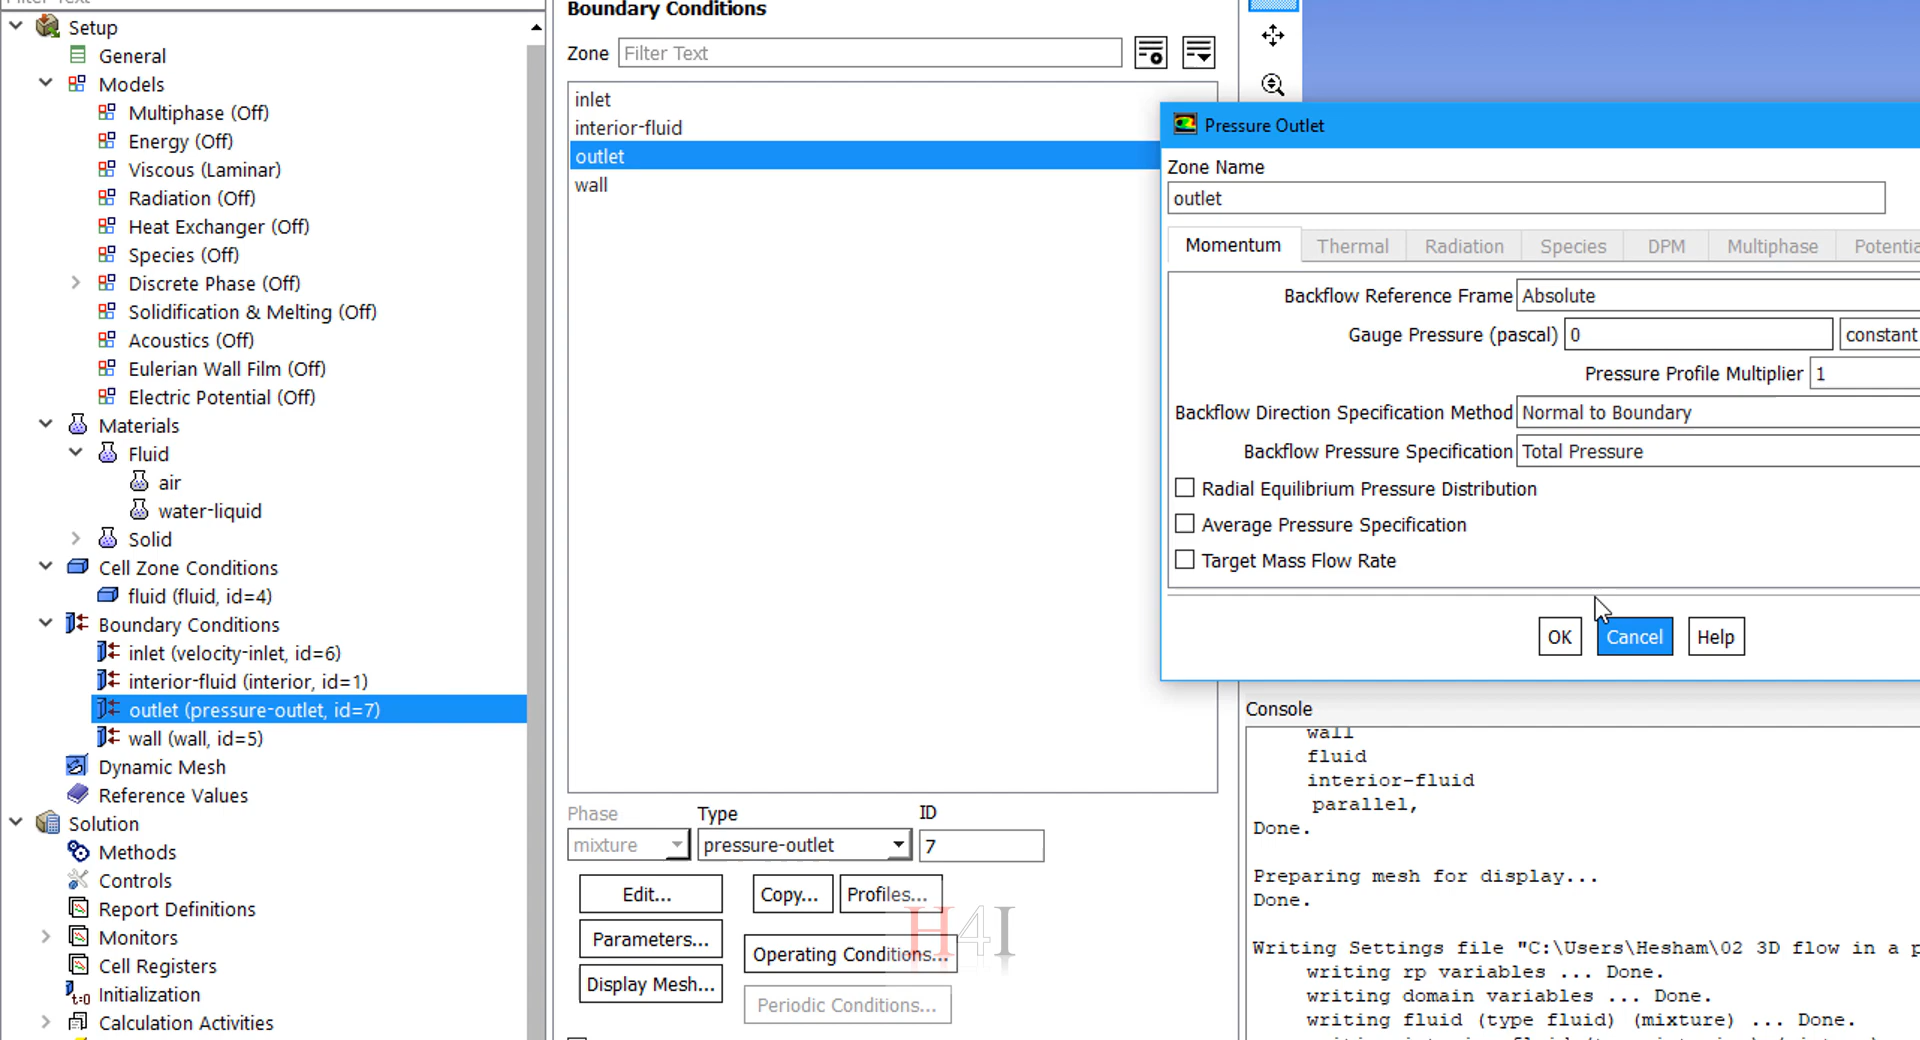 Filter Text
Setup
General
Models
Multiphase (Off)
Energy (Off)
Viscous (Laminar)
Radiation (Off)
Heat Exchanger (Off)
Species (Off)
Discrete Phase (Off)
Solidification & Melting (Off)
Acoustics (Off)
Eulerian Wall Film (Off)
Electric Potential (Off)
Materials
Fluid
air
water-liquid
Solid
Cell Zone Conditions
fluid (fluid, id=4)
Boundary Conditions
inlet (velocity-inlet, id=6)
interior-fluid (interior, id=1)
outlet (pressure-outlet, id=7)
wall (wall, id=5)
Dynamic Mesh
Reference Values
Solution
Methods
Controls
Report Definitions
Monitors
Cell Registers
t=0 Initialization
Calculation Activities
Boundary Conditions
Zone Filter Text
inlet
interior-fluid
outlet
wall
Phase Type ID
mixture pressure-outlet 7
Edit... Copy... Profiles...
Parameters... Operating Conditions...
Display Mesh... Periodic Conditions...
H4I
Pressure Outlet
Zone Name
outlet
Momentum Thermal Radiation Species DPM Multiphase Potentia
Backflow Reference Frame Absolute
Gauge Pressure (pascal) 0 constant
Pressure Profile Multiplier 1
Backflow Direction Specification Method Normal to Boundary
Backflow Pressure Specification Total Pressure
Radial Equilibrium Pressure Distribution
Average Pressure Specification
Target Mass Flow Rate
OK Cancel Help
Console
wall
fluid
interior-fluid
parallel,
Done.
Preparing mesh for display...
Done.
Writing Settings file "C:\Users\Hesham\02 3D flow in a p
writing rp variables ... Done.
writing domain variables ... Done.
writing fluid (type fluid) (mixture) ... Done.